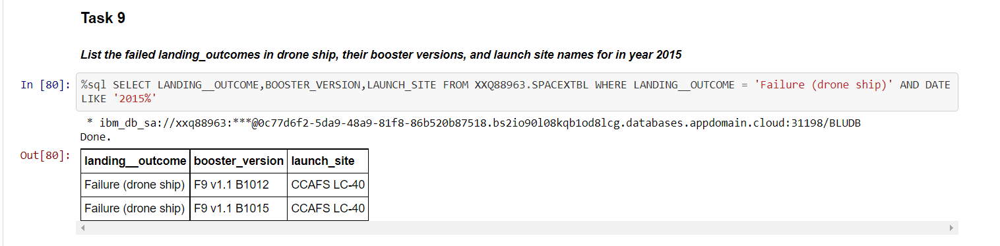 Task 9
List the failed landing_outcomes in drone ship, their booster versions, and launch site names for in year 2015
In [80]: %sql SELECT LANDING__OUTCOME,BOOSTER_VERSION,LAUNCH_SITE FROM XXQ88963.SPACEXTBL WHERE LANDING__OUTCOME = 'Failure (drone ship)' AND DATE
LIKE '2015%'
* ibm_db_sa://xxq88963:***@0c77d6f2-5da9-48a9-81f8-86b520b87518.bs2io90l08kqb1od8lcg.databases.appdomain.cloud:31198/BLUDB
Done.
Out[80]:
landing__outcome booster_version launch_site
Failure (drone ship) F9 v1.1 B1012 CCAFS LC-40
Failure (drone ship) F9 v1.1 B1015 CCAFS LC-40